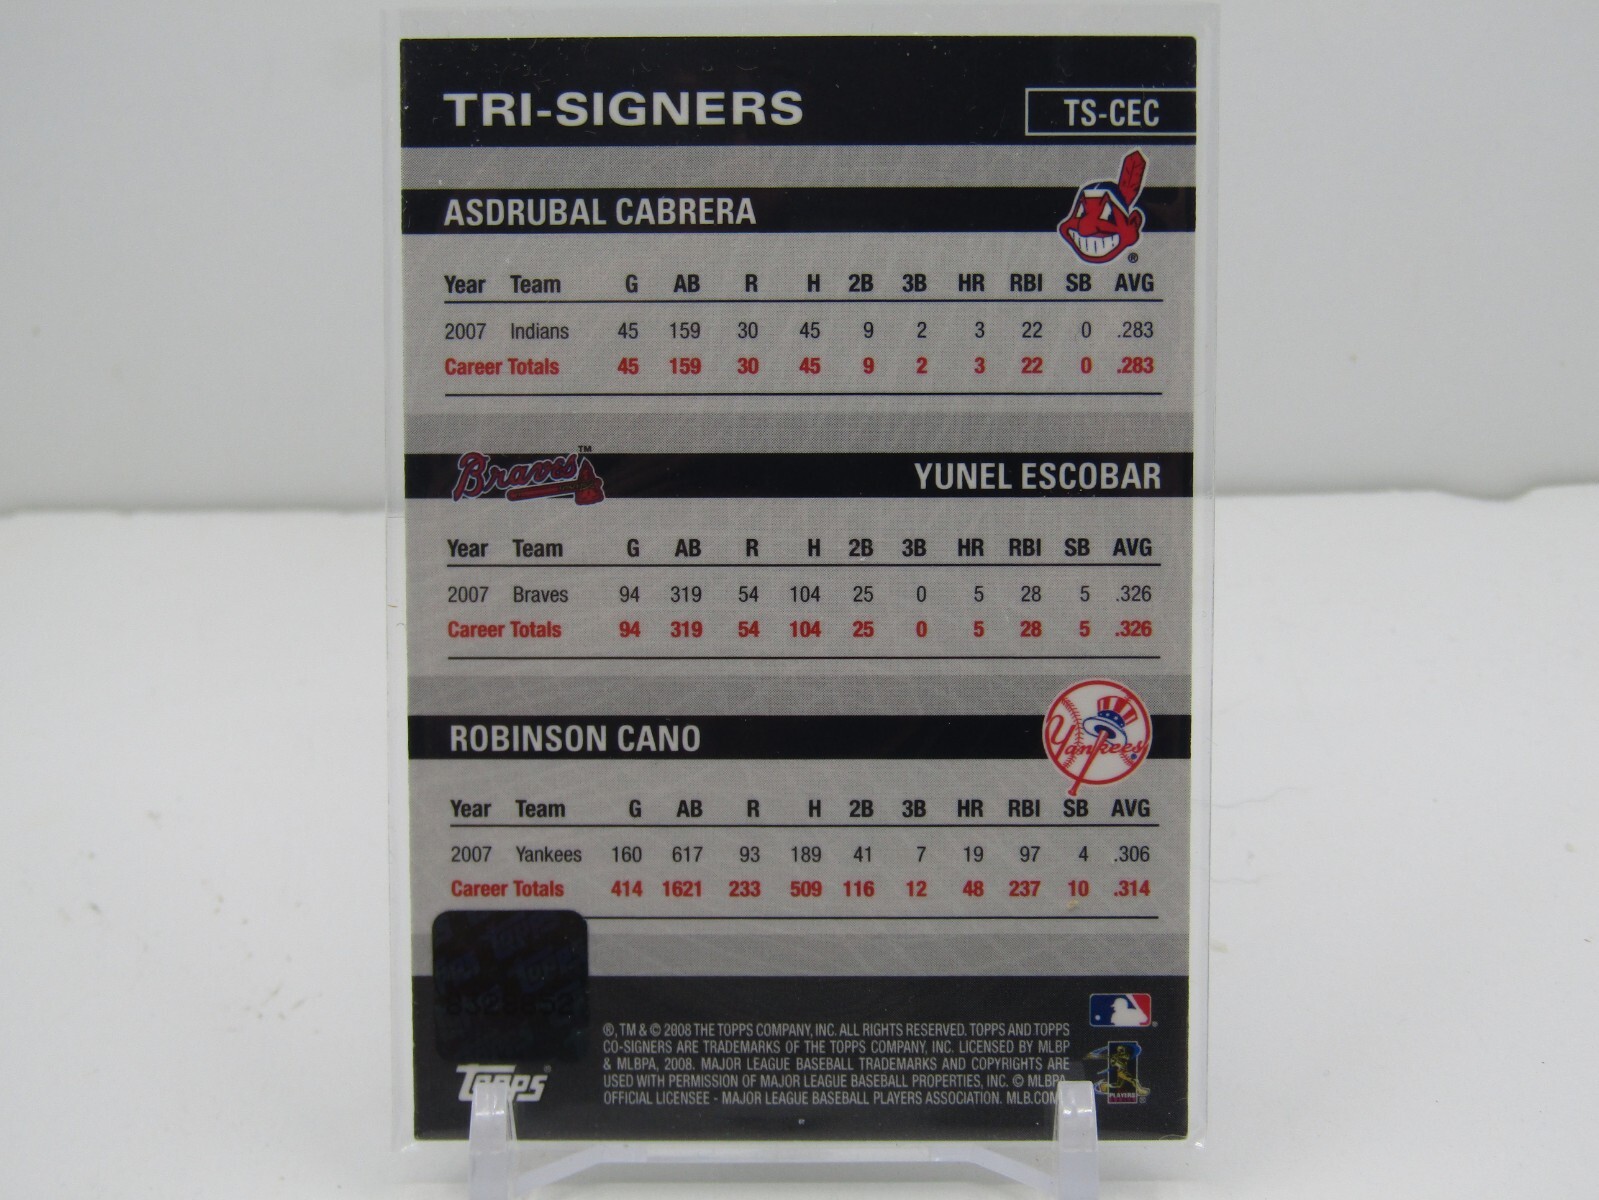 TRI-SIGNERS TS-CEC
ASDRUBAL CABRERA
®
Year Team G AB R H 2B 3B HR RBI SB AVG
2007 Indians 45 159 30 45 9 2 3 22 0 .283
Career Totals 45 159 30 45 9 2 3 22 0 .283
Braves™ YUNEL ESCOBAR
Year Team G AB R H 2B 3B HR RBI SB AVG
2007 Braves 94 319 54 104 25 0 5 28 5 .326
Career Totals 94 319 54 104 25 0 5 28 5 .326
ROBINSON CANO Yankees
Year Team G AB R H 2B 3B HR RBI SB AVG
2007 Yankees 160 617 93 189 41 7 19 97 4 .306
Career Totals 414 1621 233 509 116 12 48 237 10 .314
®, TM & © 2008 THE TOPPS COMPANY, INC. ALL RIGHTS RESERVED. TOPPS AND TOPPS
CO-SIGNERS ARE TRADEMARKS OF THE TOPPS COMPANY, INC. LICENSED BY MLBP
& MLBPA, 2008. MAJOR LEAGUE BASEBALL TRADEMARKS AND COPYRIGHTS ARE
USED WITH PERMISSION OF MAJOR LEAGUE BASEBALL PROPERTIES, INC. © MLBPA
OFFICIAL LICENSEE - MAJOR LEAGUE BASEBALL PLAYERS ASSOCIATION. MLB.COM
Topps®
PLAYERS